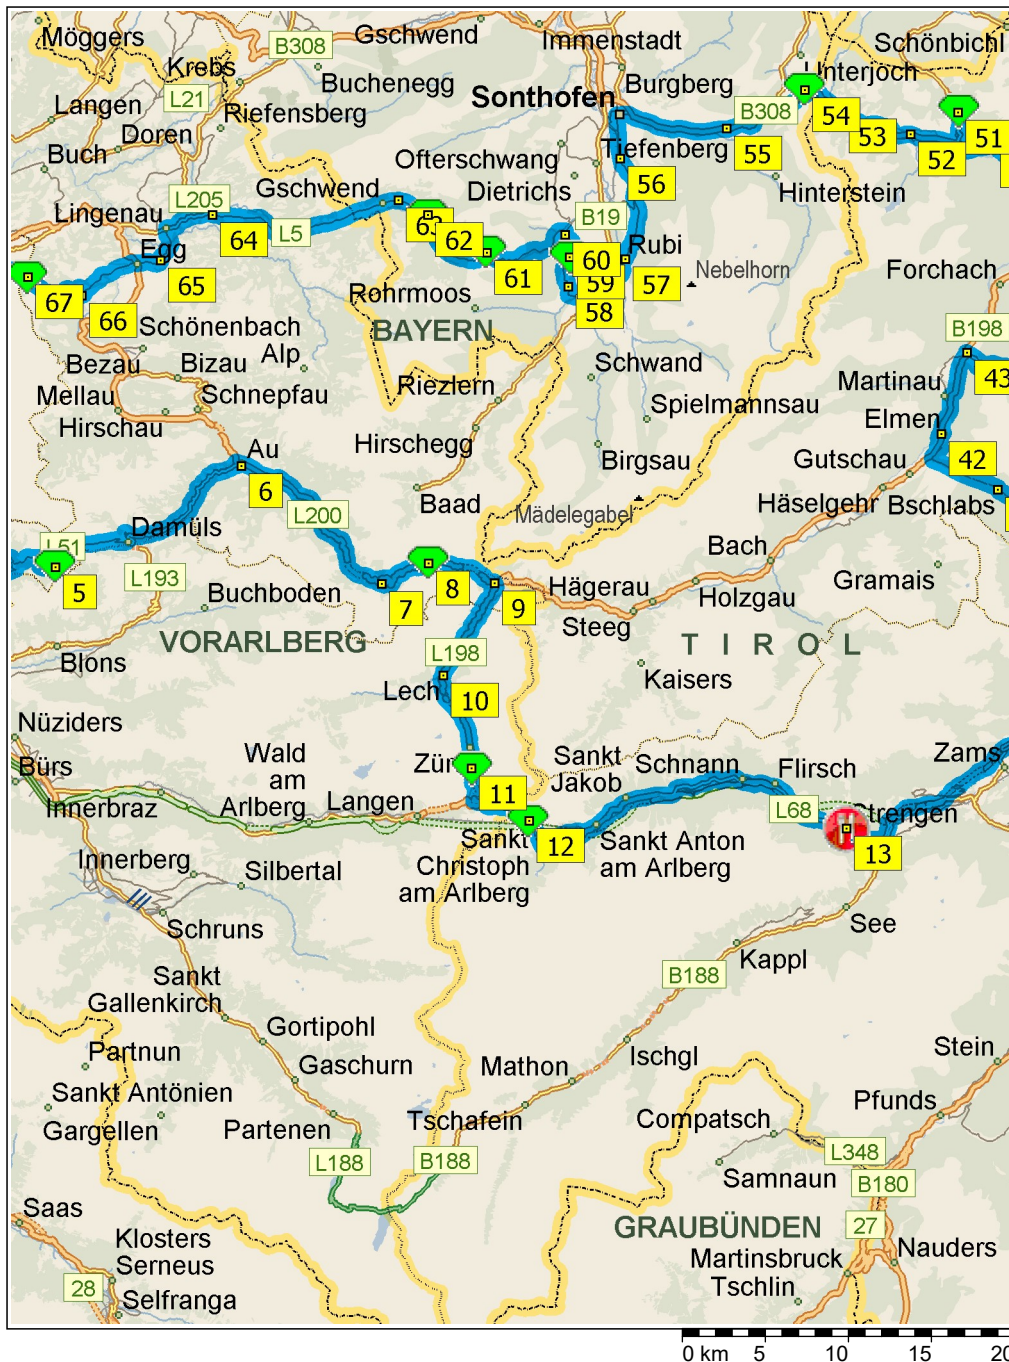 Möggers
B308
Gschwend
Immenstadt
Schönbichl
Krebs
Buchenegg
Burgberg
Langen
L21
Riefensberg
Sonthofen
B308
54
53
51
Doren
Buch
Ofterschwang
Tiefenberg
55
52
Gschwend
Dietrichs
56
Hinterstein
L205
Lingenau
64
L5
62
B19
Egg
65
61
60
59
Rubi
57
Nebelhorn
Forchach
67
66
Rohrmoos
58
Schönenbach
BAYERN
B198
Bezau
Bizau
Alp
Schwand
43
Mellau
Schnepfau
Riezlern
Martinau
Hirschau
Spielmannsau
Elmen
Au
Hirschegg
Birgsau
Gutschau
42
6
L200
Baad
Mädelegabel
Häselgehr
Bschlabs
Damüls
L51
Bach
5
L193
Buchboden
7
8
9
Hägerau
Holzgau
Gramais
VORARLBERG
Steeg
TIROL
Blons
L198
Lech
10
Kaisers
Nüziders
Wald
am
Arlberg
Sankt
Jakob
Schnann
Flirsch
Zams
Bürs
11
Innerbraz
Langen
L68
Strengen
12
13
Sankt
Christoph
am Arlberg
Sankt Anton
am Arlberg
Innerberg
Silbertal
See
Schruns
Kappl
Sankt
Gallenkirch
B188
Gortipohl
Partnun
Gaschurn
Mathon
Ischgl
Stein
Sankt Antönien
Pfunds
Gargellen
Partenen
Tschafein
Compatsch
L188
B188
L348
Samnaun
B180
Saas
GRAUBÜNDEN
27
Klosters
Serneus
Martinsbruck
Nauders
28
Selfranga
Tschlin
0 km 5 10 15 20